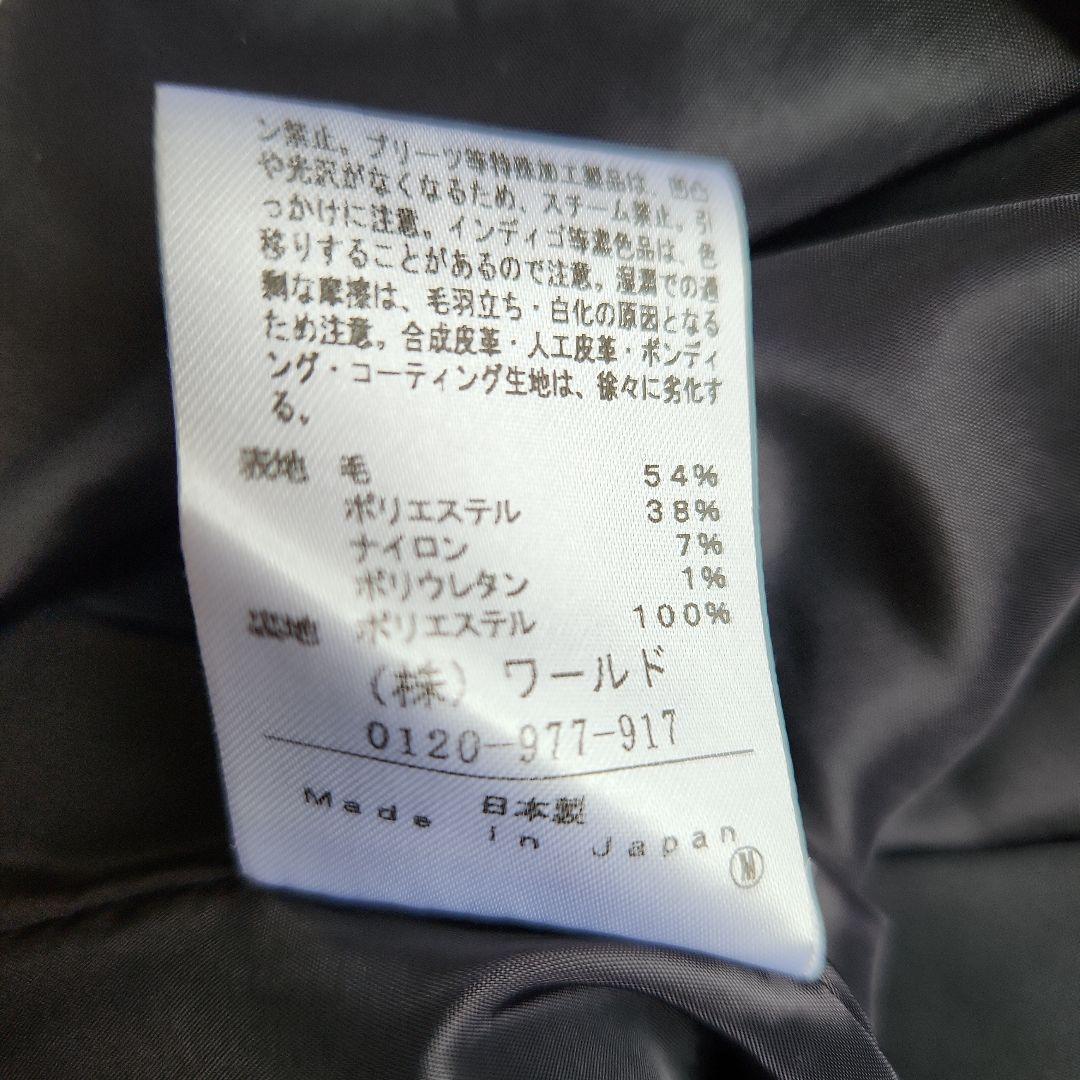 ン禁止。プリーツ等特殊加工製品は、凹凸
や光沢がなくなるため、スチーム禁止。引
っかけに注意。インディゴ等濃色品は、色
移りすることがあるので注意。湿潤での過
剰な摩擦は、毛羽立ち・白化の原因となる
ため注意。合成皮革・人工皮革・ボンディ
ング・コーティング生地は、徐々に劣化す
る。
表地 毛 54%
ポリエステル 38%
ナイロン 7%
ポリウレタン 1%
裏地 ポリエステル 100%
(株) ワールド
0120-977-917
日本製
Made in Japan